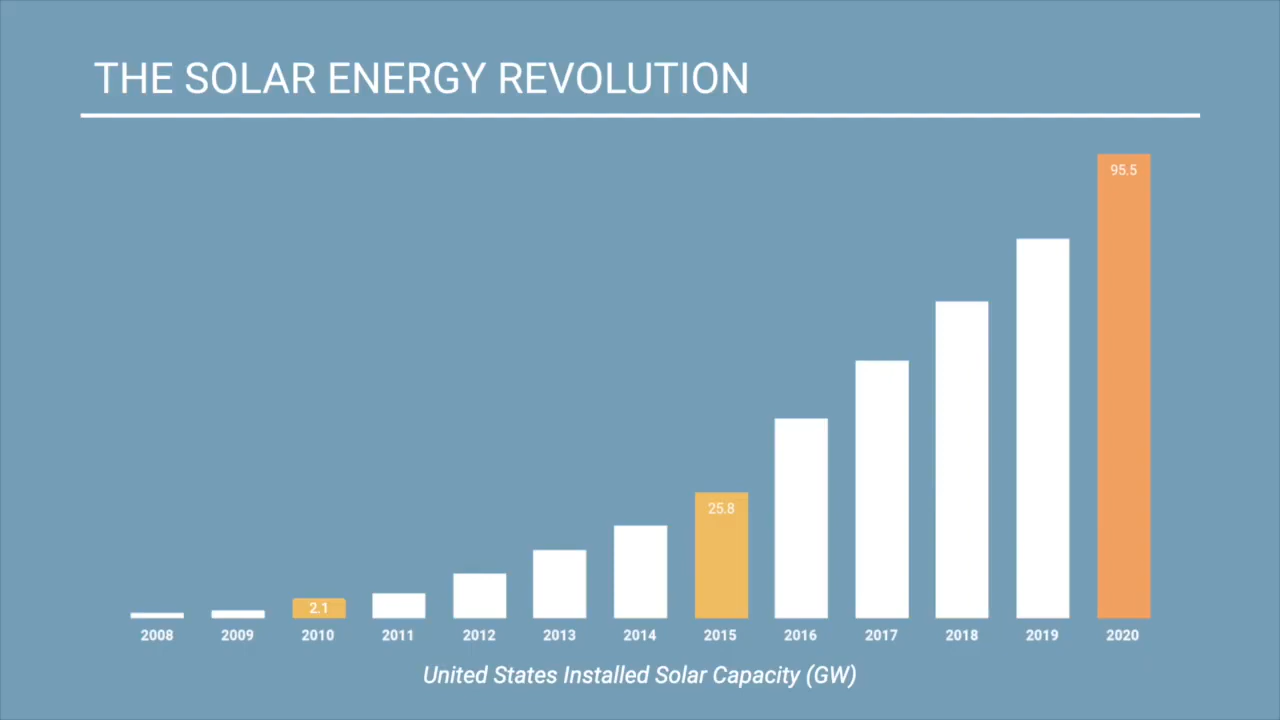 THE SOLAR ENERGY REVOLUTION
95.5
25.8
2.1
2008 2009 2010 2011 2012 2013 2014 2015 2016 2017 2018 2019 2020
United States Installed Solar Capacity (GW)